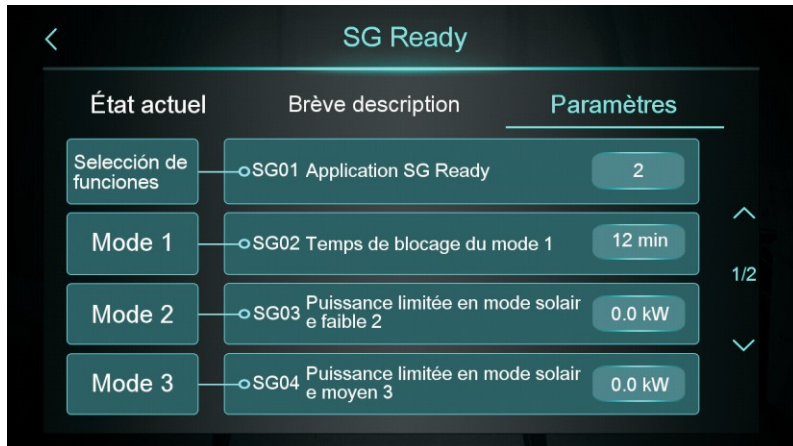 SG Ready
État actuel Brève description Paramètres
Selección de
funciones
SG01 Application SG Ready 2
Mode 1 SG02 Temps de blocage du mode 1 12 min
1/2
Mode 2 SG03 Puissance limitée en mode solair
e faible 2 0.0 kW
Mode 3 SG04 Puissance limitée en mode solair
e moyen 3 0.0 kW